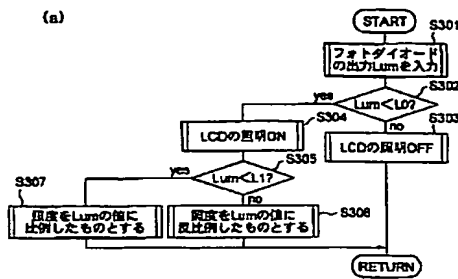 (a)
START
S301
フォトダイオード
の出力Lumを入力
S302
Lum<L0?
yes
no
S304
S303
LCDの照明ON
LCDの照明OFF
S305
Lum<L1?
yes
no
S307
S306
照度をLumの値に
比例したものとする
照度をLumの値に
反比例したものとする
RETURN